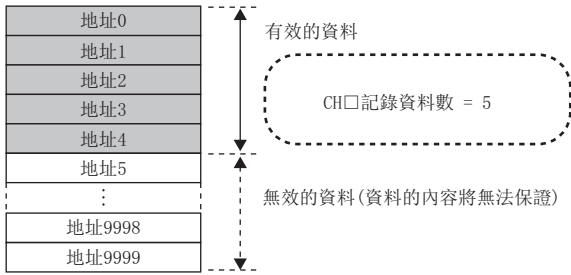 地址0
地址1
地址2
地址3
地址4
地址5
⋮
地址9998
地址9999
有效的資料
CH□記錄資料數 = 5
無效的資料(資料的內容將無法保證)